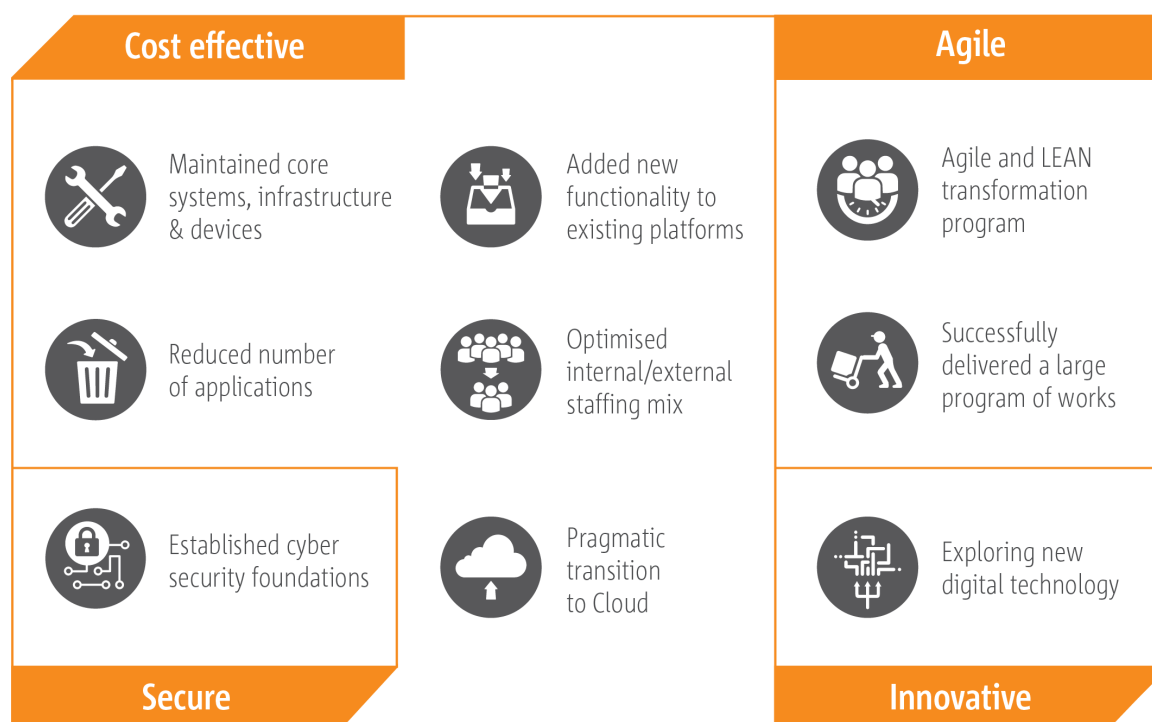 Cost effective
Agile
Maintained core
systems, infrastructure
& devices
Added new
functionality to
existing platforms
Agile and LEAN
transformation
program
Reduced number
of applications
Optimised
internal/external
staffing mix
Successfully
delivered a large
program of works
Established cyber
security foundations
Pragmatic
transition
to Cloud
Exploring new
digital technology
Secure
Innovative